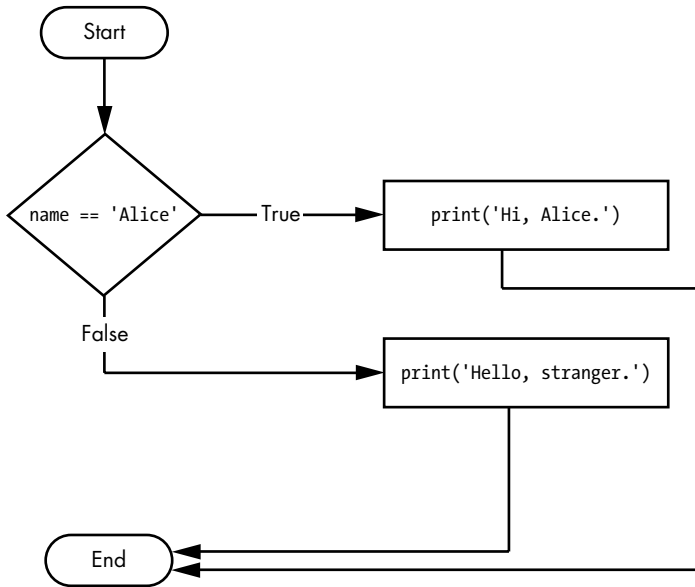 Start
name == 'Alice'
True
print('Hi, Alice.')
False
print('Hello, stranger.')
End